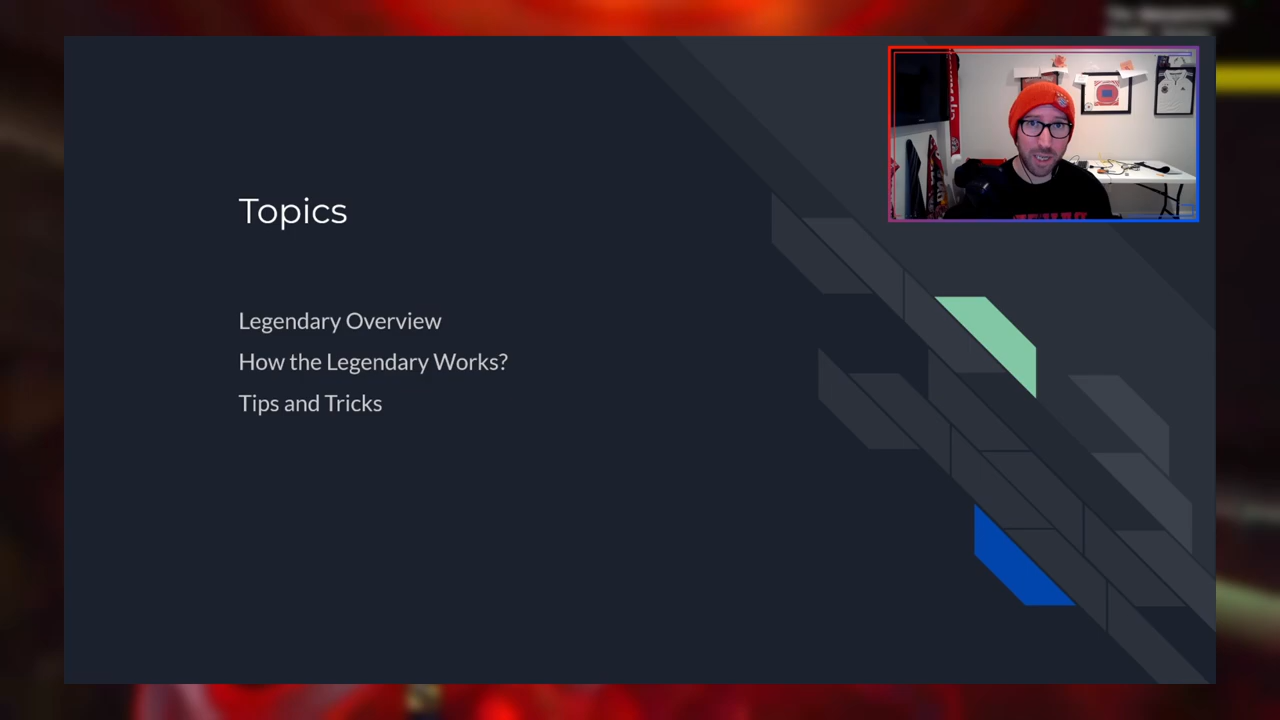 Topics
Legendary Overview
How the Legendary Works?
Tips and Tricks